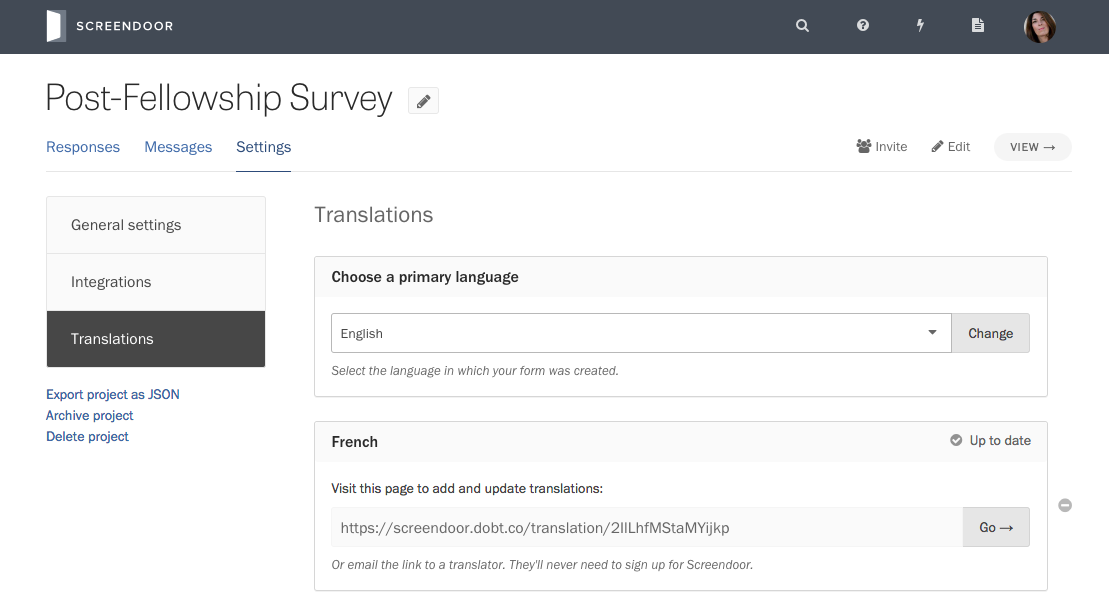 SCREENDOOR
Post-Fellowship Survey
Responses Messages Settings Invite Edit VIEW →
General settings
Integrations
Translations
Export project as JSON
Archive project
Delete project
Translations
Choose a primary language
English Change
Select the language in which your form was created.
French Up to date
Visit this page to add and update translations:
https://screendoor.dobt.co/translation/2IlLhfMStaMYijkp Go →
Or email the link to a translator. They'll never need to sign up for Screendoor.